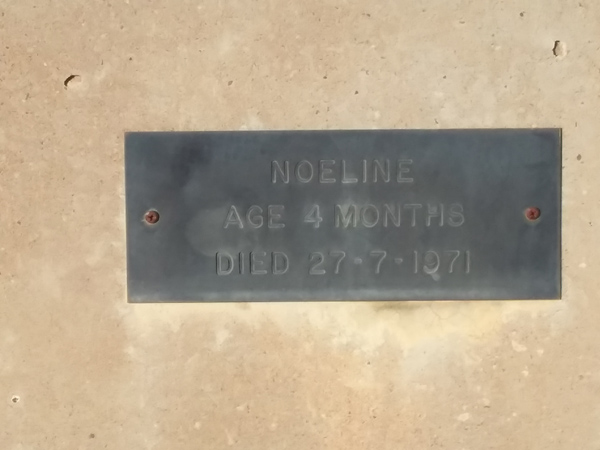 NOELINE
AGE 4 MONTHS
DIED 27-7-1971